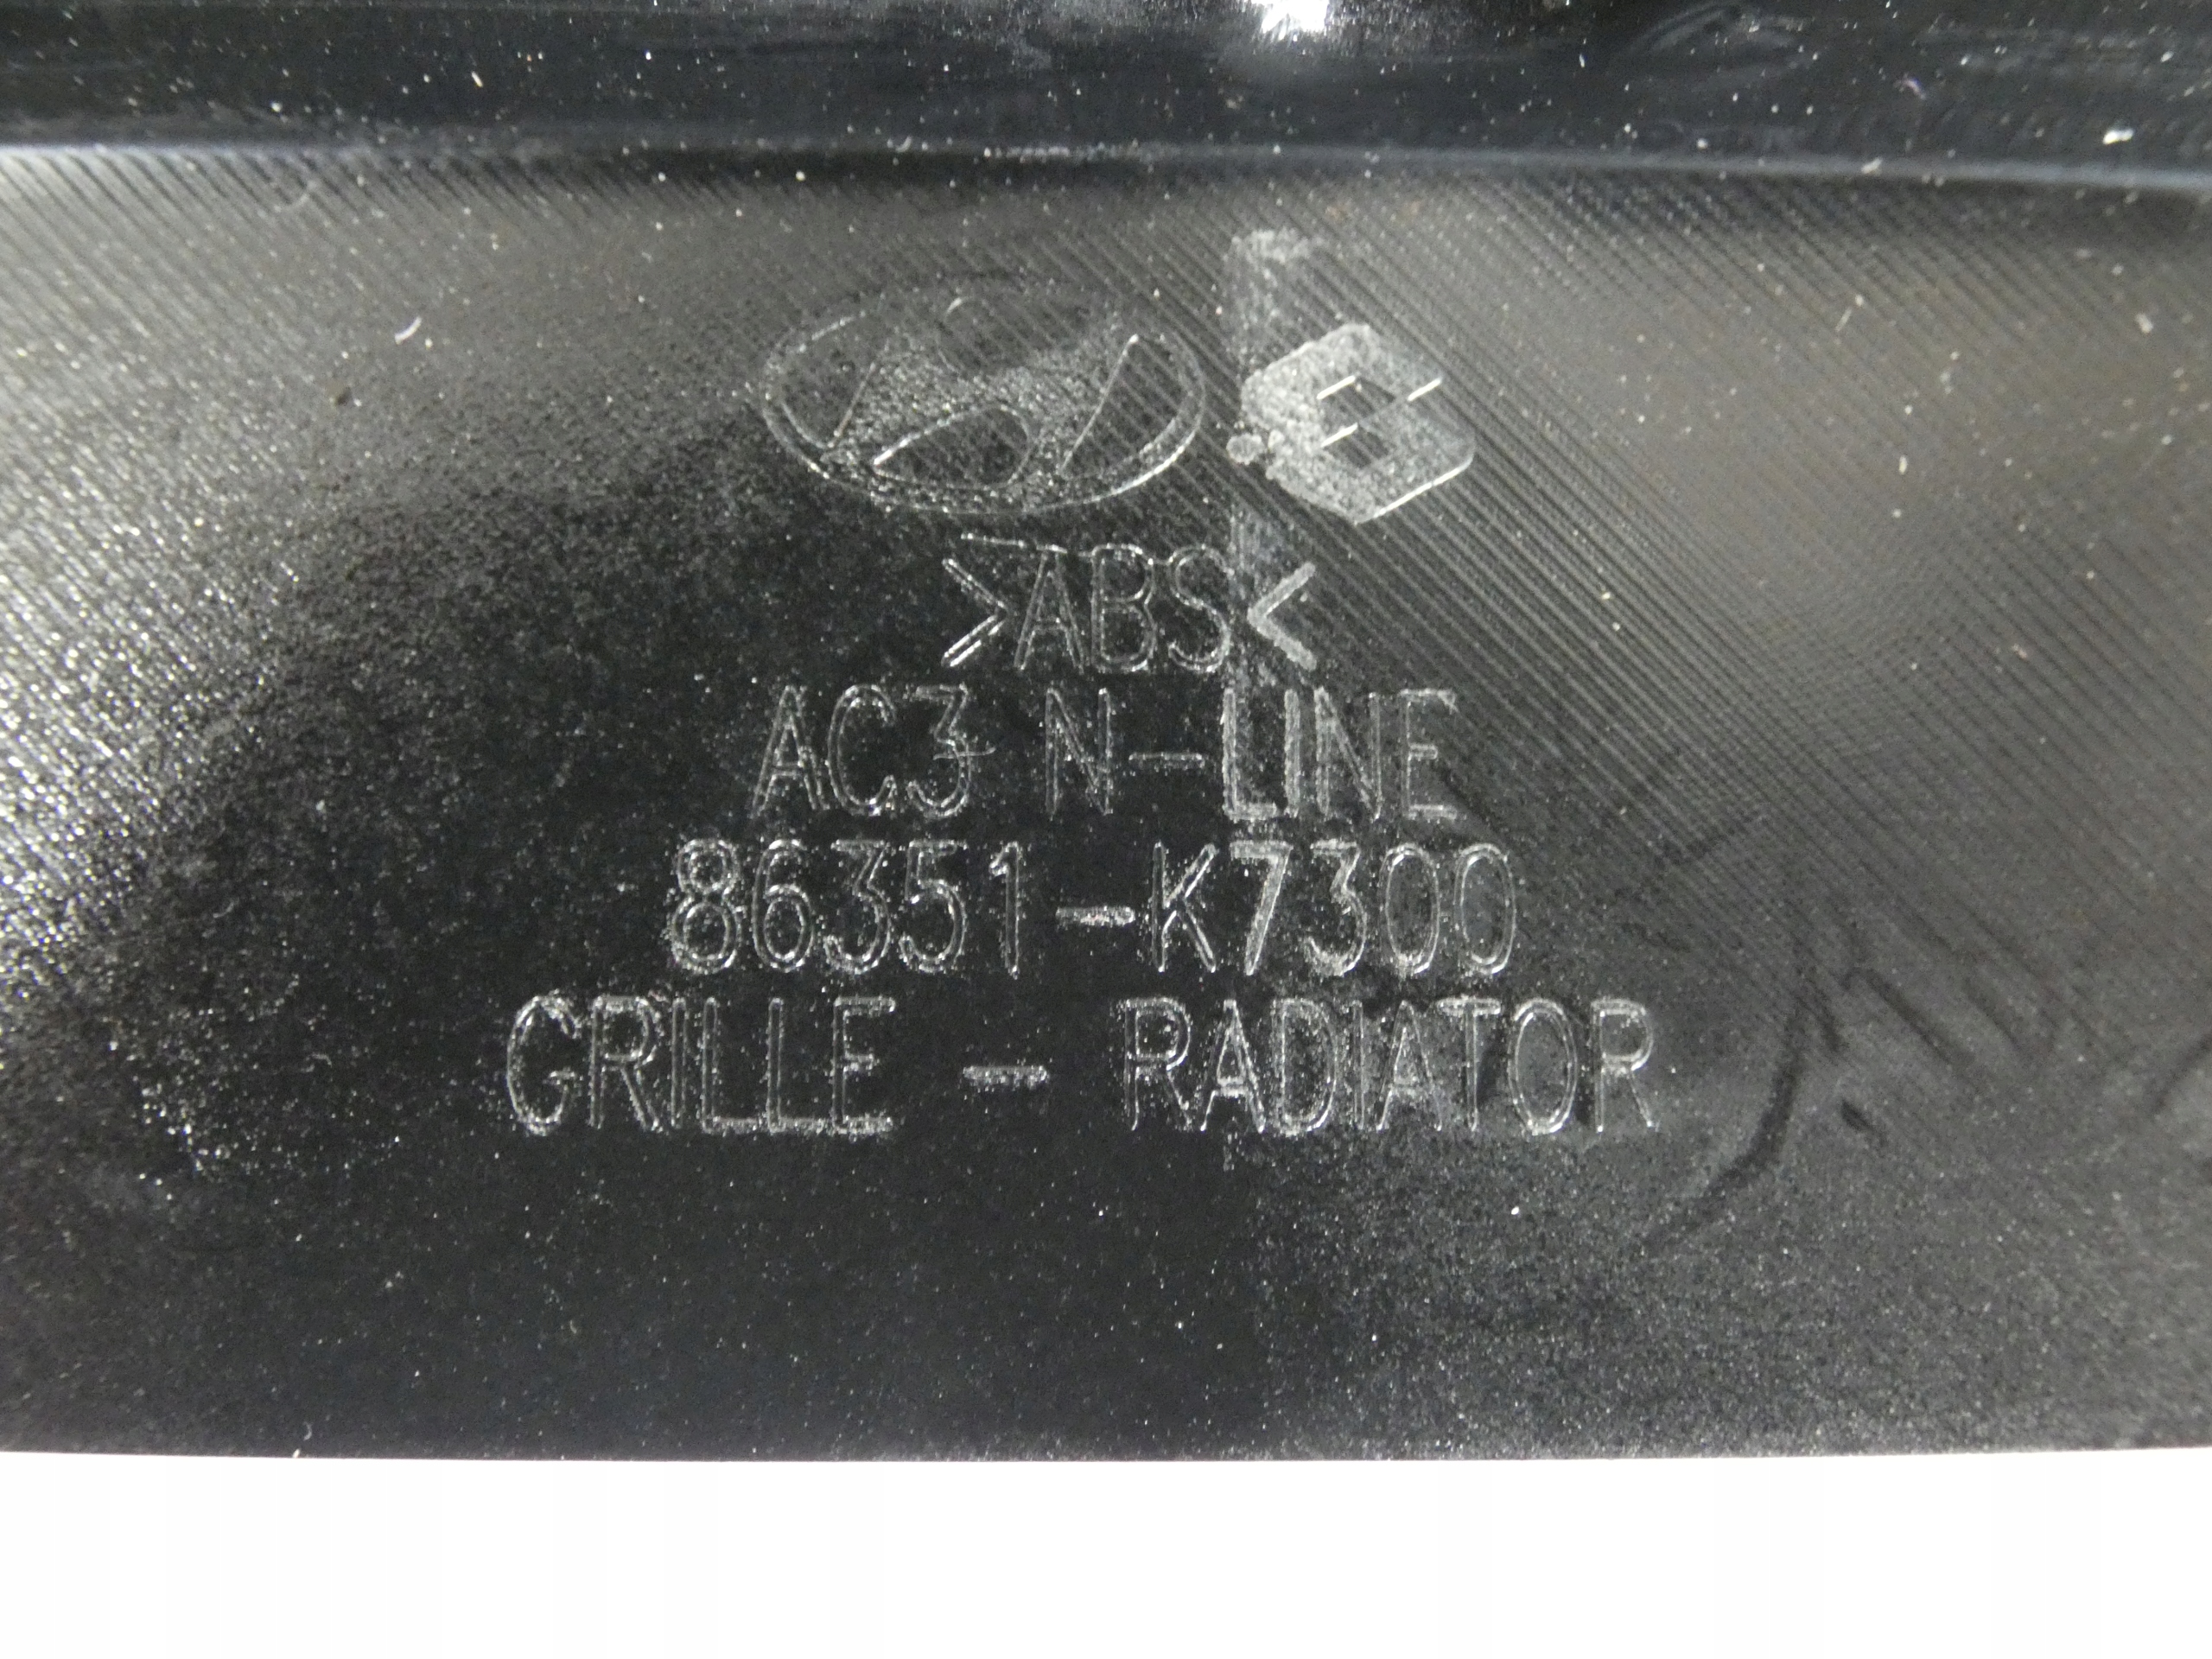 >ABS<
AC3 N-LINE
86351-K7300
GRILLE - RADIATOR